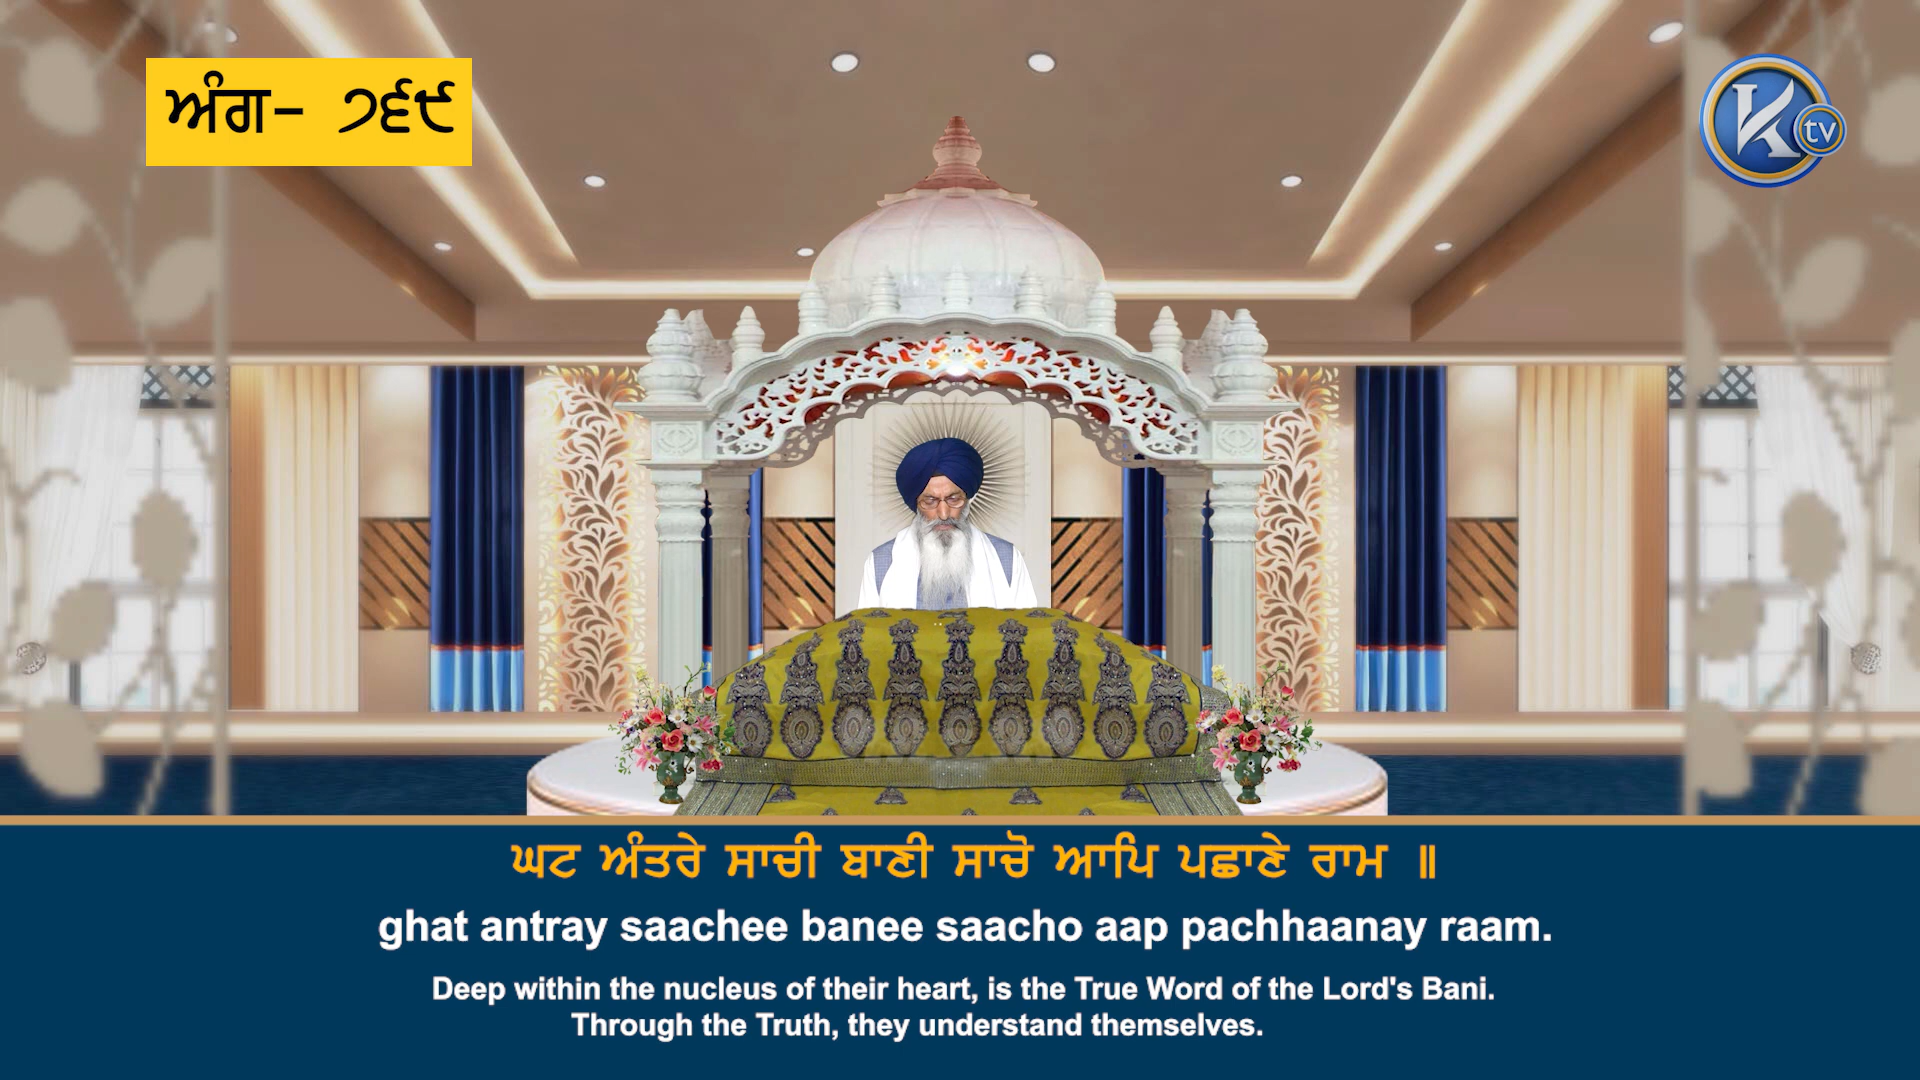 ਅੰਗ- ੭੬੯
K tv
ਘਟ ਅੰਤਰੇ ਸਾਚੀ ਬਾਣੀ ਸਾਚੋ ਆਪਿ ਪਛਾਣੇ ਰਾਮ ॥
ghat antray saachee banee saacho aap pachhaanay raam.
Deep within the nucleus of their heart, is the True Word of the Lord's Bani.
Through the Truth, they understand themselves.